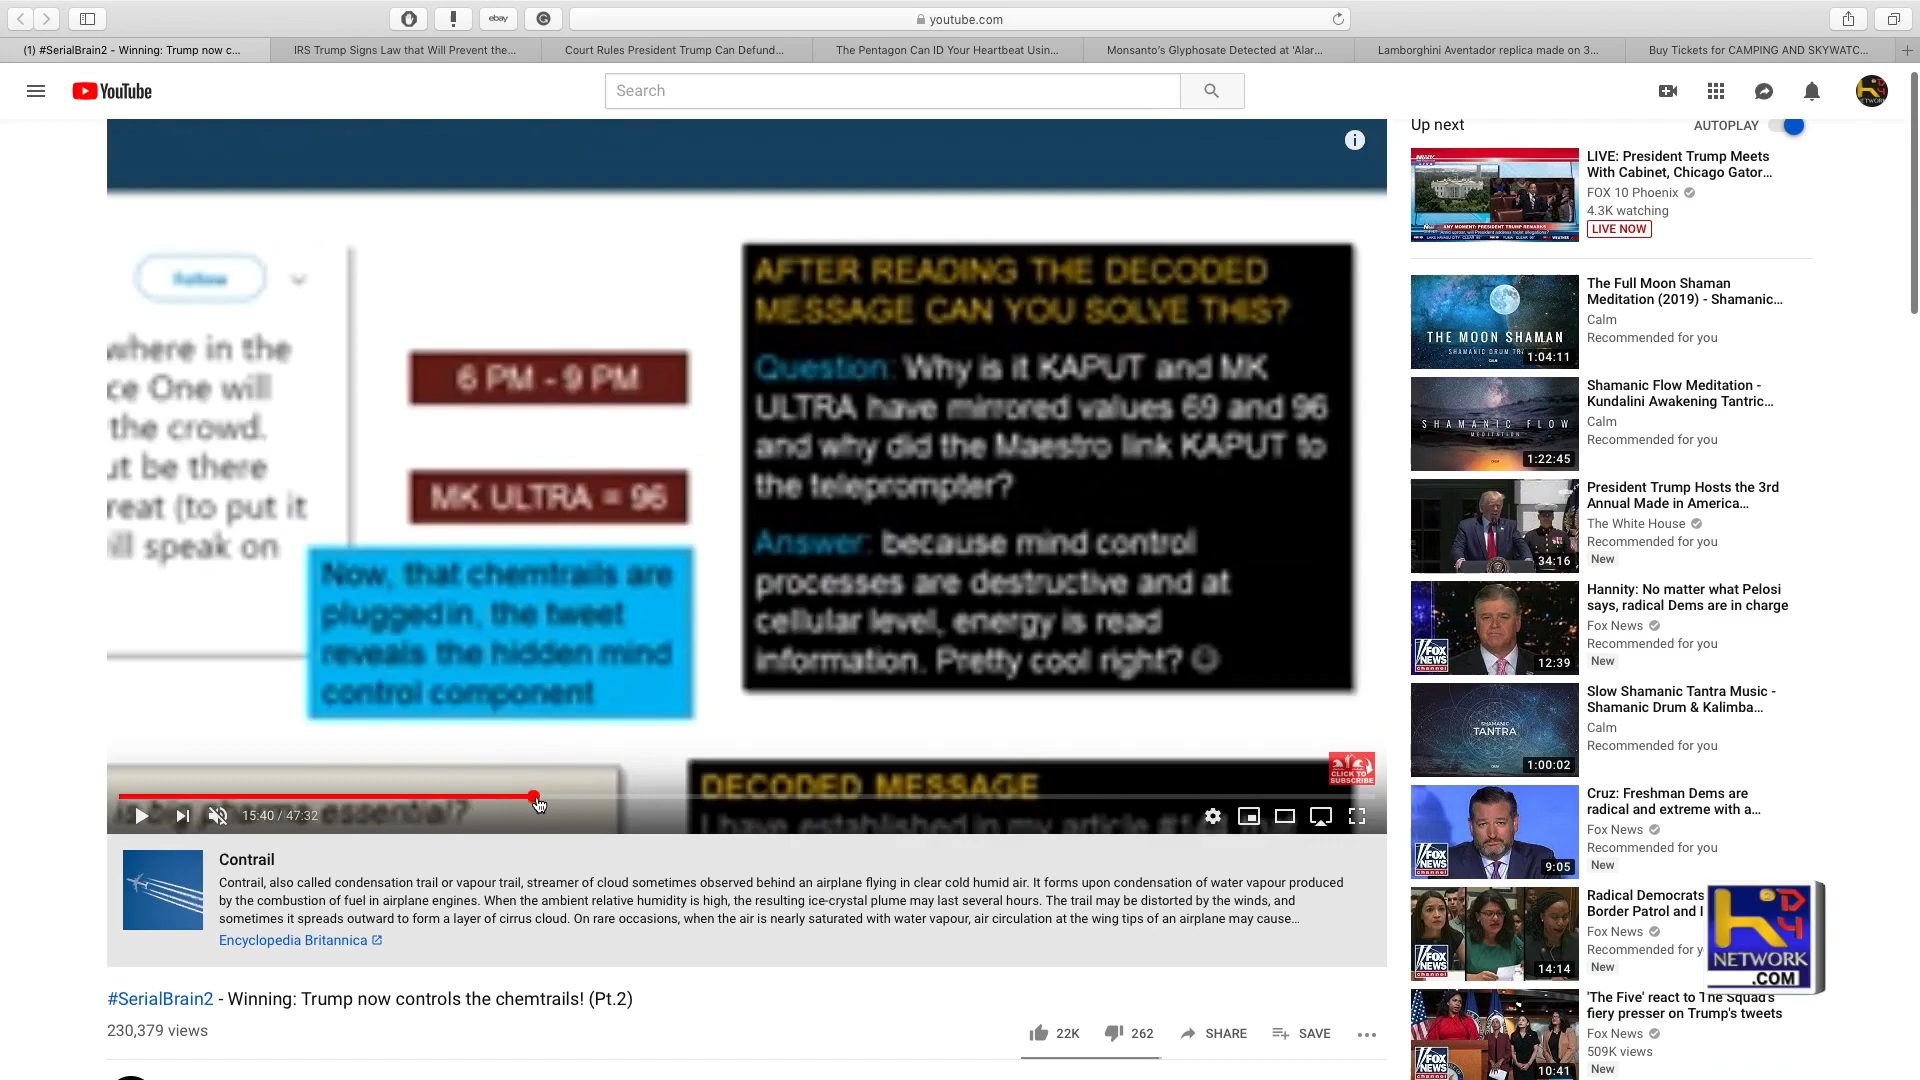 ebay
youtube.com
(1) #SerialBrain2 - Winning: Trump now c...
IRS Trump Signs Law that Will Prevent the...
Court Rules President Trump Can Defund...
The Pentagon Can ID Your Heartbeat Usin...
Monsanto's Glyphosate Detected at 'Alar...
Lamborghini Aventador replica made on 3...
Buy Tickets for CAMPING AND SKYWATC...
YouTube
Search
Follow
where in the
ce One will
the crowd.
ut be there
reat (to put it
ill speak on
6 PM - 9 PM
MK ULTRA = 96
Now, that chemtrails are
plugged in, the tweet
reveals the hidden mind
control component
AFTER READING THE DECODED
MESSAGE CAN YOU SOLVE THIS?
Question: Why is it KAPUT and MK
ULTRA have mirrored values 69 and 96
and why did the Maestro link KAPUT to
the teleprompter?
Answer: because mind control
processes are destructive and at
cellular level, energy is read
information. Pretty cool right? ☺
essential?
DECODED MESSAGE
I have established in my article
CLICK TO
SUBSCRIBE
15:40 / 47:32
Contrail
Contrail, also called condensation trail or vapour trail, streamer of cloud sometimes observed behind an airplane flying in clear cold humid air. It forms upon condensation of water vapour produced
by the combustion of fuel in airplane engines. When the ambient relative humidity is high, the resulting ice-crystal plume may last several hours. The trail may be distorted by the winds, and
sometimes it spreads outward to form a layer of cirrus cloud. On rare occasions, when the air is nearly saturated with water vapour, air circulation at the wing tips of an airplane may cause...
Encyclopedia Britannica
#SerialBrain2 - Winning: Trump now controls the chemtrails! (Pt.2)
230,379 views
22K
262
SHARE
SAVE
Up next
AUTOPLAY
LIVE: President Trump Meets
With Cabinet, Chicago Gator...
FOX 10 Phoenix
4.3K watching
LIVE NOW
The Full Moon Shaman
Meditation (2019) - Shamanic...
Calm
Recommended for you
THE MOON SHAMAN
1:04:11
Shamanic Flow Meditation -
Kundalini Awakening Tantric...
Calm
Recommended for you
SHAMANIC FLOW
MEDITATION
1:22:45
President Trump Hosts the 3rd
Annual Made in America...
The White House
Recommended for you
New
34:16
Hannity: No matter what Pelosi
says, radical Dems are in charge
Fox News
Recommended for you
New
FOX
NEWS
channel
12:39
Slow Shamanic Tantra Music -
Shamanic Drum & Kalimba...
Calm
Recommended for you
SHAMANIC
TANTRA
1:00:02
Cruz: Freshman Dems are
radical and extreme with a...
Fox News
Recommended for you
New
FOX
NEWS
channel
9:05
Radical Democrats
Border Patrol and I
Fox News
Recommended for y
New
FOX
NEWS
channel
14:14
D4
NETWORK
.COM
'The Five' react to The Squad's
fiery presser on Trump's tweets
Fox News
509K views
New
FOX
NEWS
channel
10:41